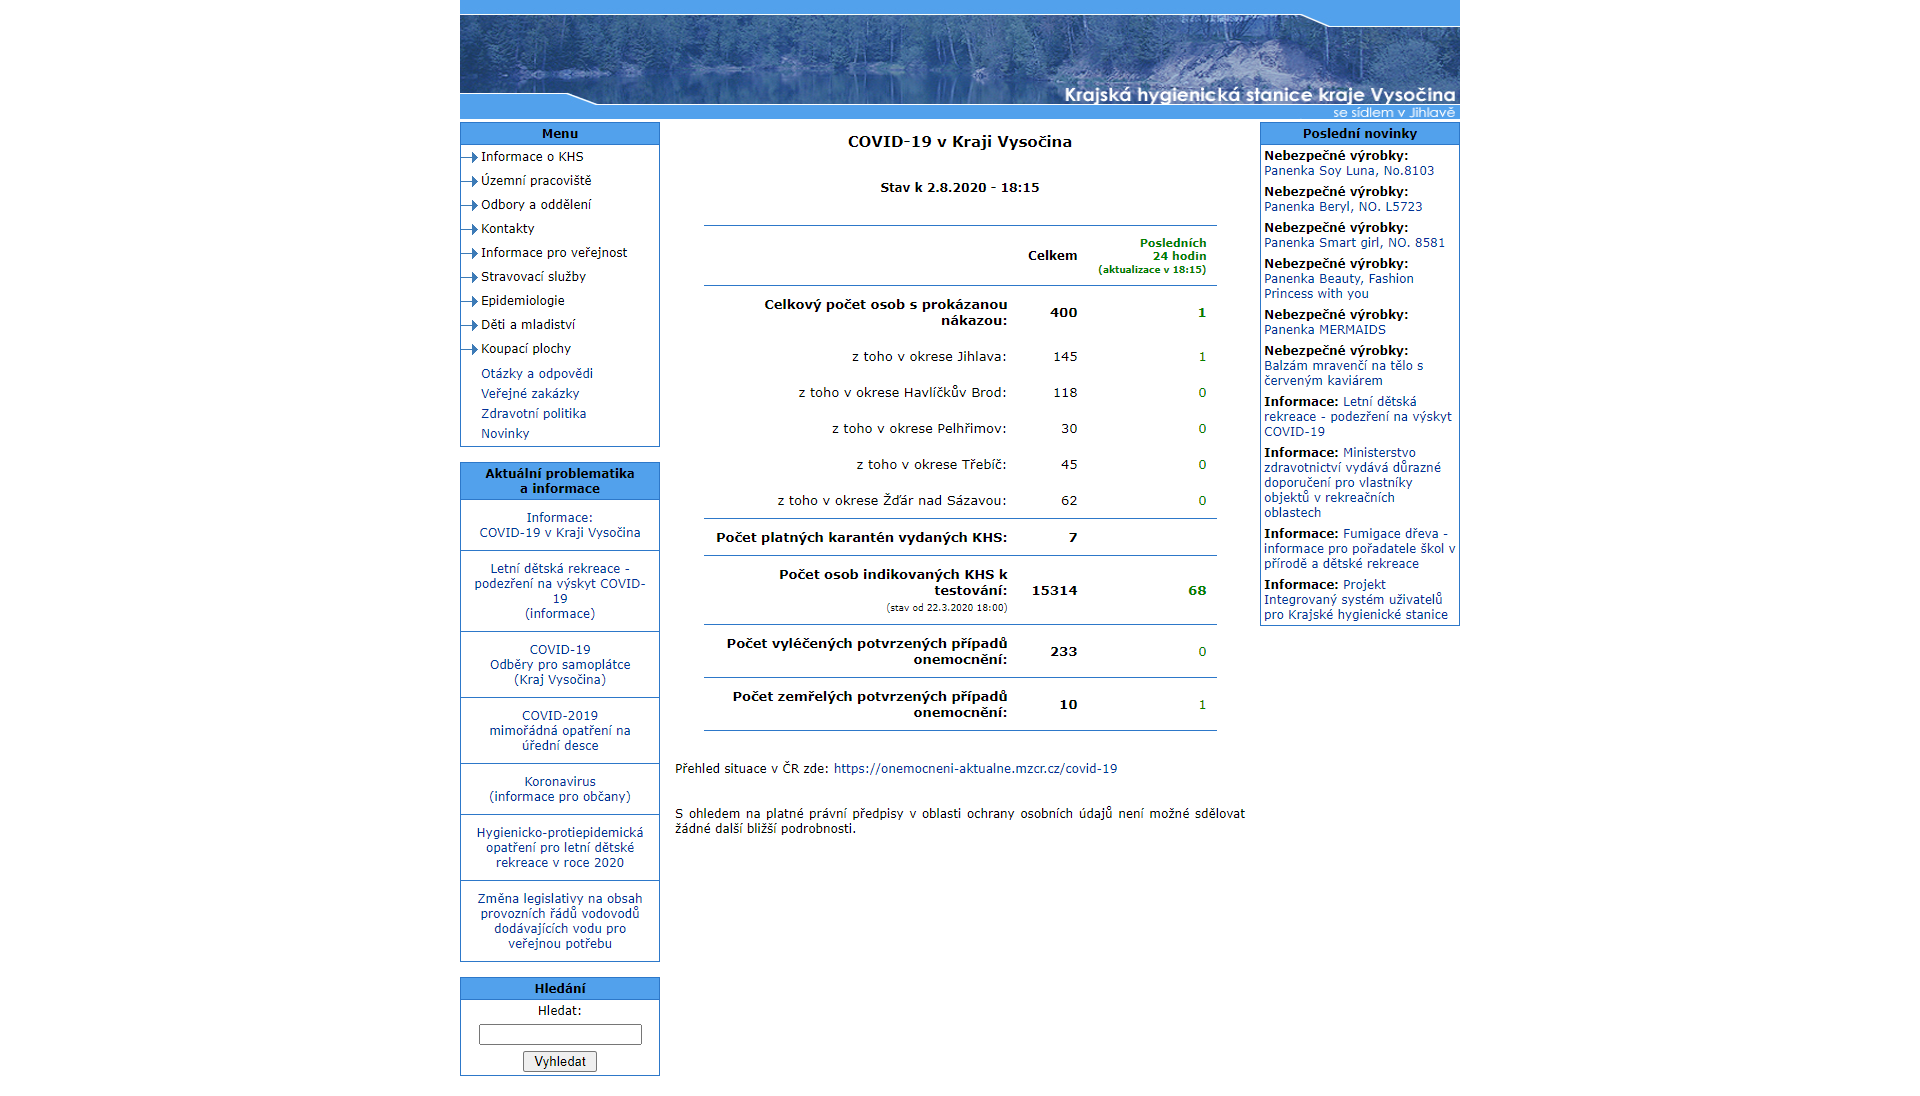 Krajská hygienická stanice kraje Vysočina
se sídlem v Jihlavě
Menu
Informace o KHS
Územní pracoviště
Odbory a oddělení
Kontakty
Informace pro veřejnost
Stravovací služby
Epidemiologie
Děti a mladiství
Koupací plochy
Otázky a odpovědi
Veřejné zakázky
Zdravotní politika
Novinky
Aktuální problematika
a informace
Informace:
COVID-19 v Kraji Vysočina
Letní dětská rekreace -
podezření na výskyt COVID-
19
(informace)
COVID-19
Odběry pro samoplátce
(Kraj Vysočina)
COVID-2019
mimořádná opatření na
úřední desce
Koronavirus
(informace pro občany)
Hygienicko-protiepidemická
opatření pro letní dětské
rekreace v roce 2020
Změna legislativy na obsah
provozních řádů vodovodů
dodávajících vodu pro
veřejnou potřebu
Hledání
Hledat:
Vyhledat
COVID-19 v Kraji Vysočina
Stav k 2.8.2020 - 18:15
Celkem
Posledních
24 hodin
(aktualizace v 18:15)
Celkový počet osob s prokázanou
nákazou: 400 1
z toho v okrese Jihlava: 145 1
z toho v okrese Havlíčkův Brod: 118 0
z toho v okrese Pelhřimov: 30 0
z toho v okrese Třebíč: 45 0
z toho v okrese Žďár nad Sázavou: 62 0
Počet platných karantén vydaných KHS: 7
Počet osob indikovaných KHS k
testování: 15314 68
(stav od 22.3.2020 18:00)
Počet vyléčených potvrzených případů
onemocnění: 233 0
Počet zemřelých potvrzených případů
onemocnění: 10 1
Přehled situace v ČR zde: https://onemocneni-aktualne.mzcr.cz/covid-19
S ohledem na platné právní předpisy v oblasti ochrany osobních údajů není možné sdělovat
žádné další bližší podrobnosti.
Poslední novinky
Nebezpečné výrobky:
Panenka Soy Luna, No.8103
Nebezpečné výrobky:
Panenka Beryl, NO. L5723
Nebezpečné výrobky:
Panenka Smart girl, NO. 8581
Nebezpečné výrobky:
Panenka Beauty, Fashion
Princess with you
Nebezpečné výrobky:
Panenka MERMAIDS
Nebezpečné výrobky:
Balzám mravenčí na tělo s
červeným kaviárem
Informace: Letní dětská
rekreace - podezření na výskyt
COVID-19
Informace: Ministerstvo
zdravotnictví vydává důrazné
doporučení pro vlastníky
objektů v rekreačních
oblastech
Informace: Fumigace dřeva -
informace pro pořadatele škol v
přírodě a dětské rekreace
Informace: Projekt
Integrovaný systém uživatelů
pro Krajské hygienické stanice